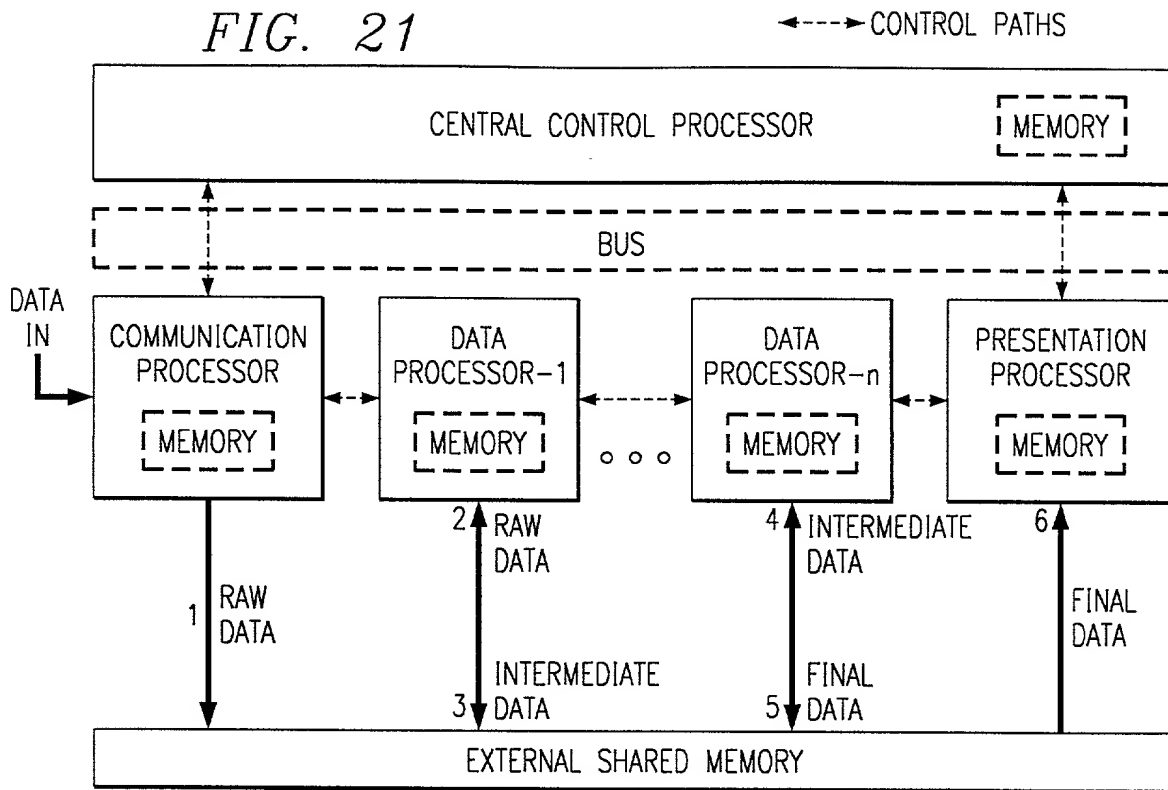 FIG. 21
CONTROL PATHS
CENTRAL CONTROL PROCESSOR
MEMORY
BUS
DATA
IN
COMMUNICATION
PROCESSOR
MEMORY
DATA
PROCESSOR-1
MEMORY
DATA
PROCESSOR-n
MEMORY
PRESENTATION
PROCESSOR
MEMORY
1
RAW
DATA
2
RAW
DATA
3
INTERMEDIATE
DATA
4
INTERMEDIATE
DATA
5
FINAL
DATA
6
FINAL
DATA
EXTERNAL SHARED MEMORY